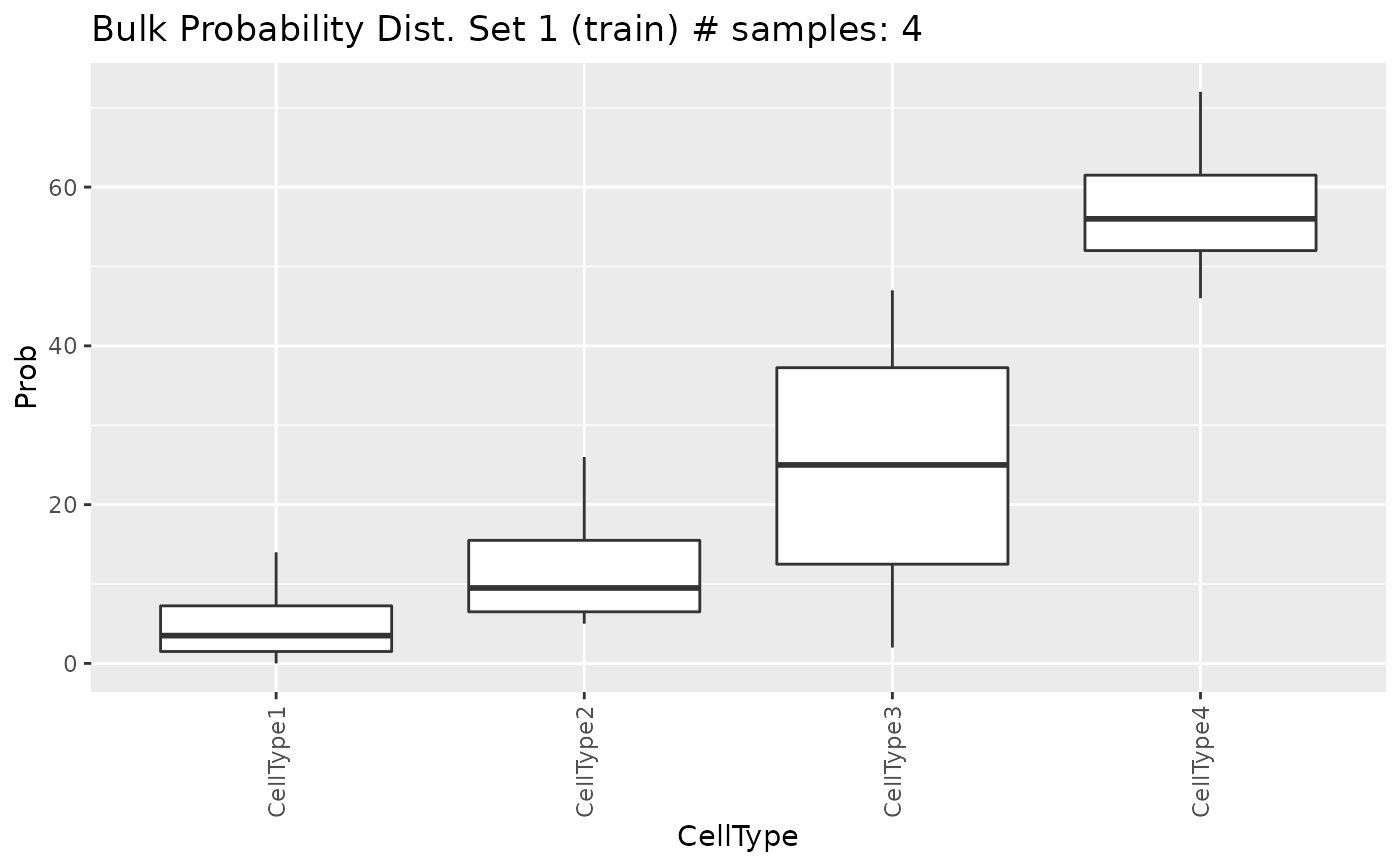 Bulk Probability Dist. Set 1 (train) # samples: 4
Prob
60
40
20
0
CellType1
CellType2
CellType3
CellType4
CellType